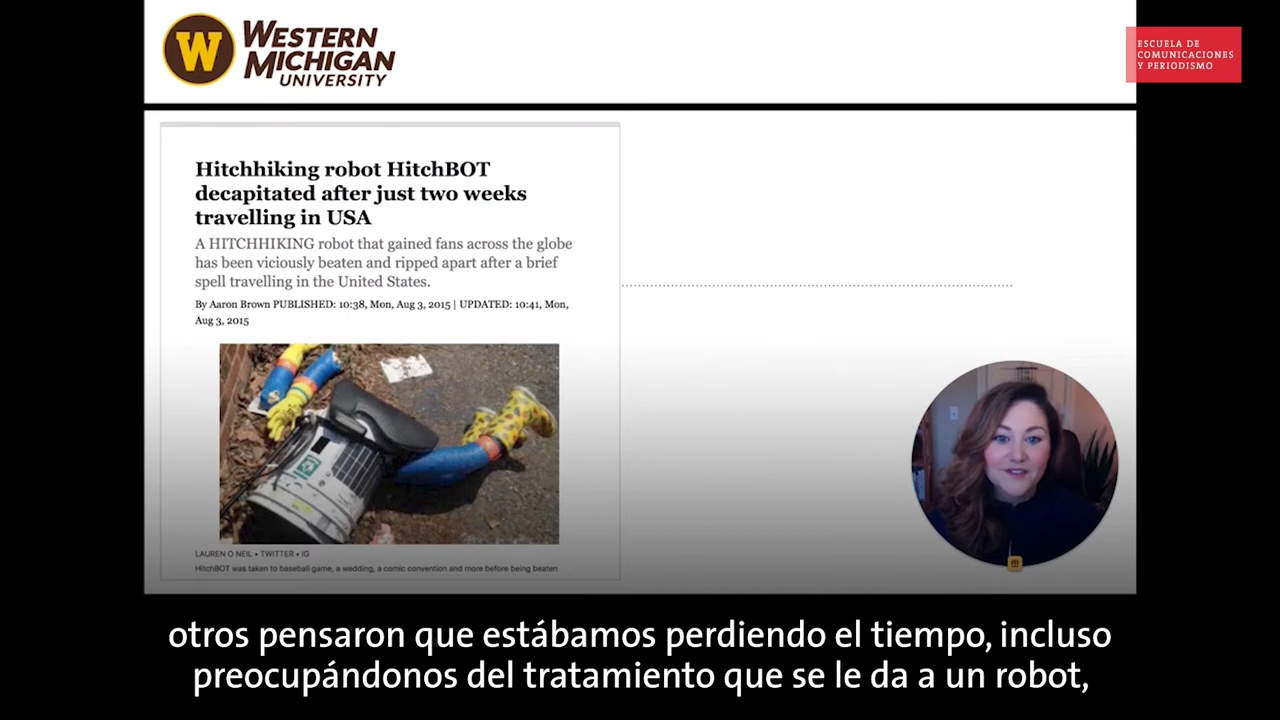 W
WESTERN
MICHIGAN
UNIVERSITY
ESCUELA DE
COMUNICACIONES
Y PERIODISMO
Hitchhiking robot HitchBOT
decapitated after just two weeks
travelling in USA
A HITCHHIKING robot that gained fans across the globe
has been viciously beaten and ripped apart after a brief
spell travelling in the United States.
By Aaron Brown PUBLISHED: 10:38, Mon, Aug 3, 2015 | UPDATED: 10:41, Mon,
Aug 3, 2015
LAUREN O NEIL • TWITTER • IG
HitchBOT was taken to baseball game, a wedding, a comic convention and more before being beaten
otros pensaron que estábamos perdiendo el tiempo, incluso
preocupándonos del tratamiento que se le da a un robot,